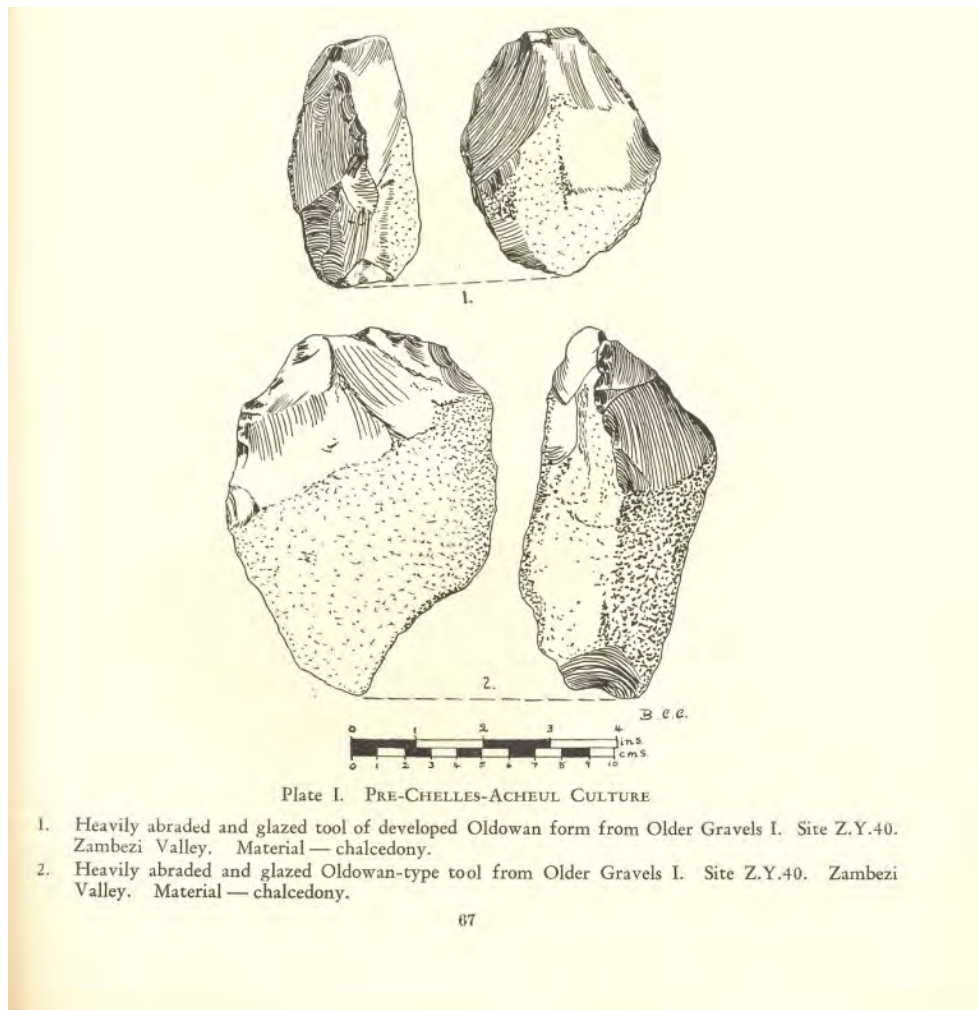 1.
2.
B.C.C.
0 1 2 3 4
ins.
cms.
0 1 2 3 4 5 6 7 8 9 10
Plate I. PRE-CHELLES-ACHEUL CULTURE
1. Heavily abraded and glazed tool of developed Oldowan form from Older Gravels I. Site Z.Y.40.
Zambezi Valley. Material — chalcedony.
2. Heavily abraded and glazed Oldowan-type tool from Older Gravels I. Site Z.Y.40. Zambezi
Valley. Material — chalcedony.
67